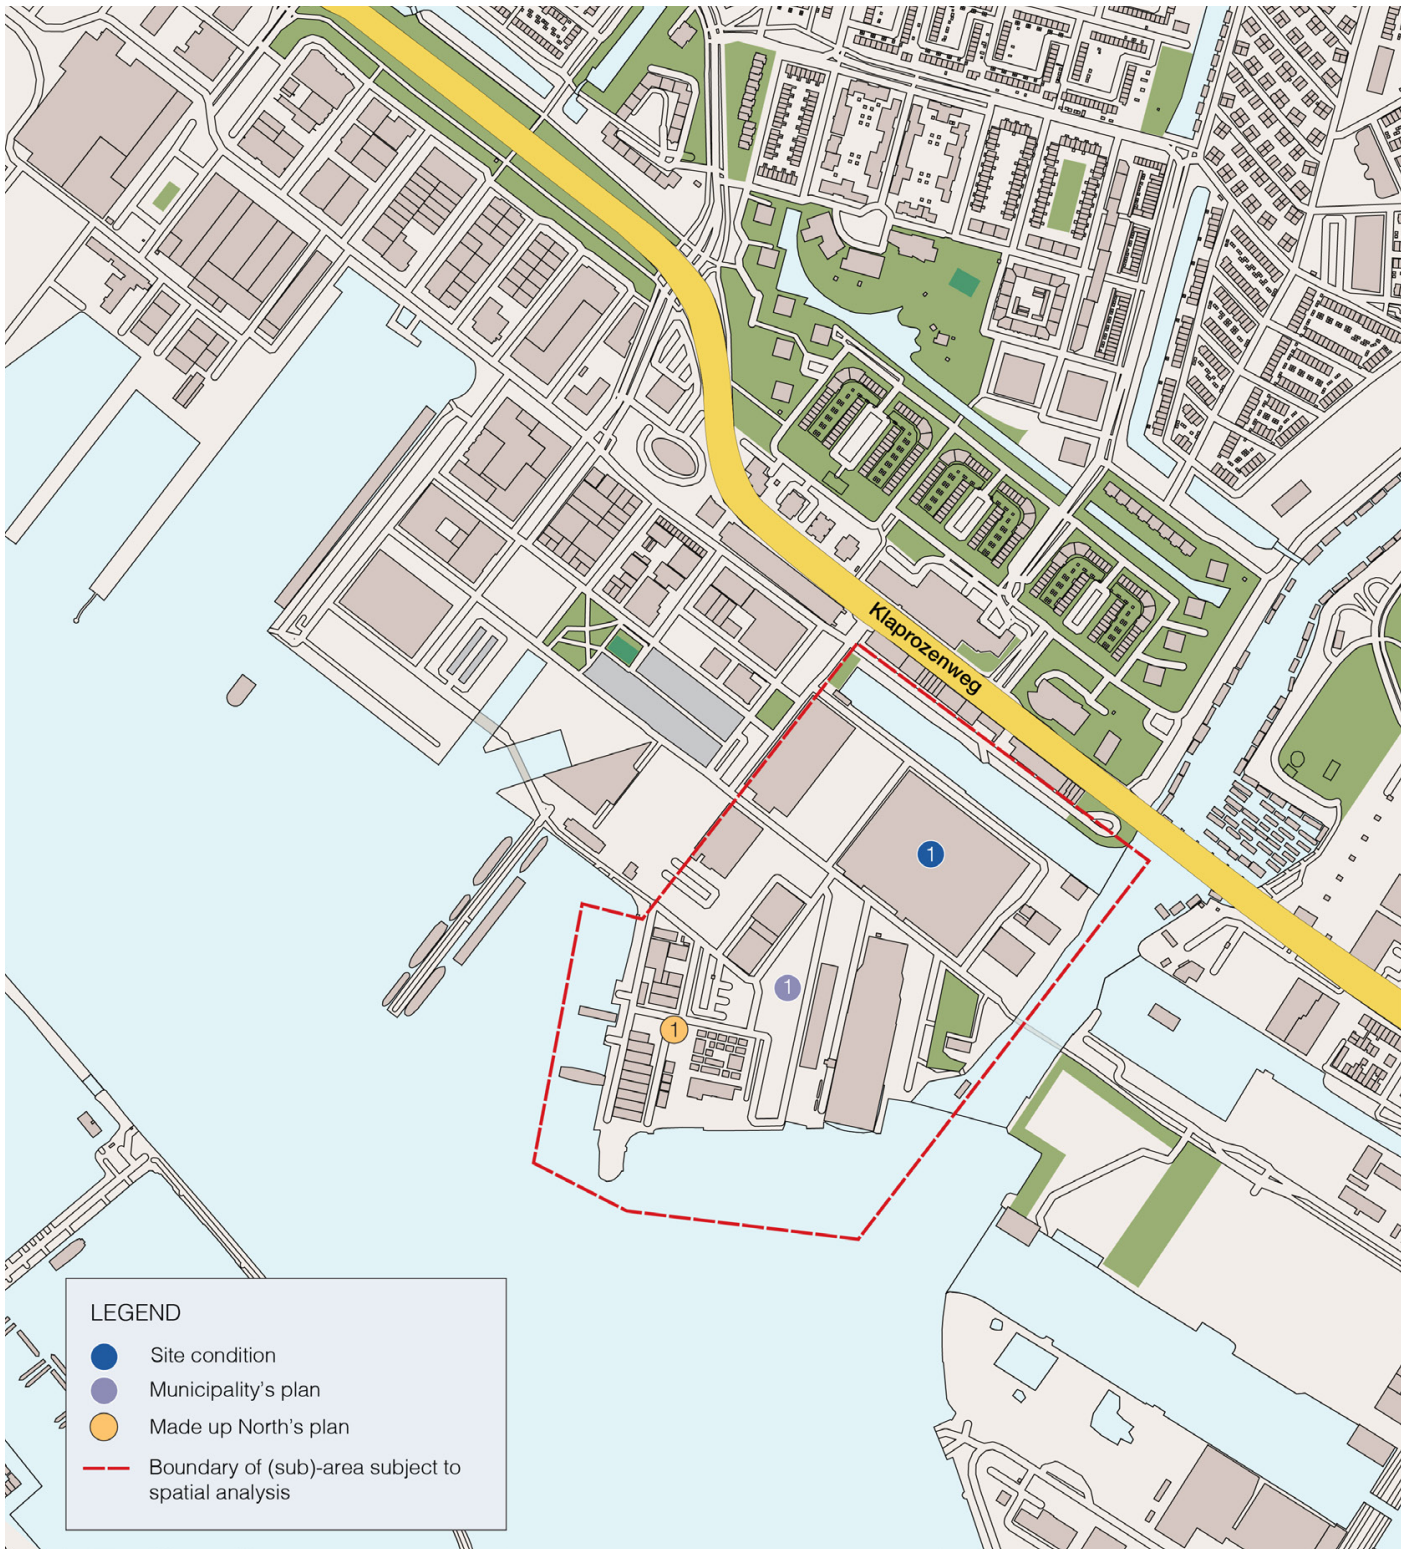 Klaprozenweg
1
1
1
LEGEND
Site condition
Municipality's plan
Made up North's plan
Boundary of (sub)-area subject to
spatial analysis